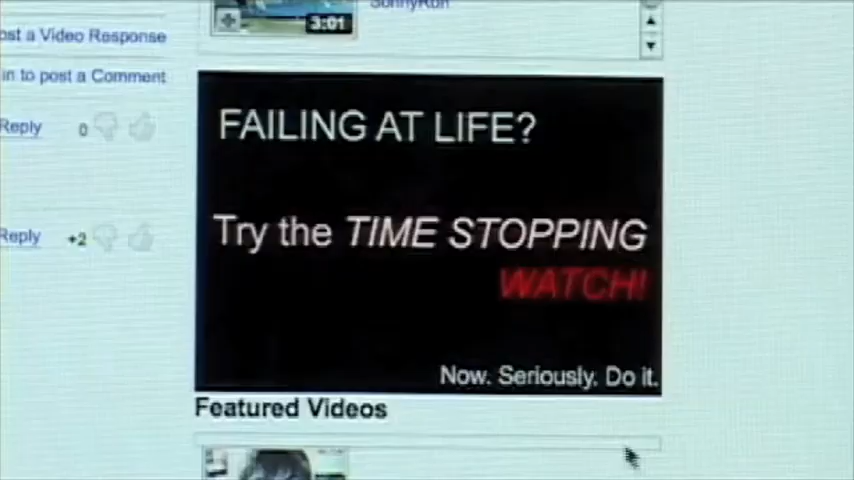 SonnyRon
3:01
ost a Video Response
in to post a Comment
Reply 0
FAILING AT LIFE?
Try the TIME STOPPING
WATCH!
Reply +2
Now. Seriously. Do it.
Featured Videos